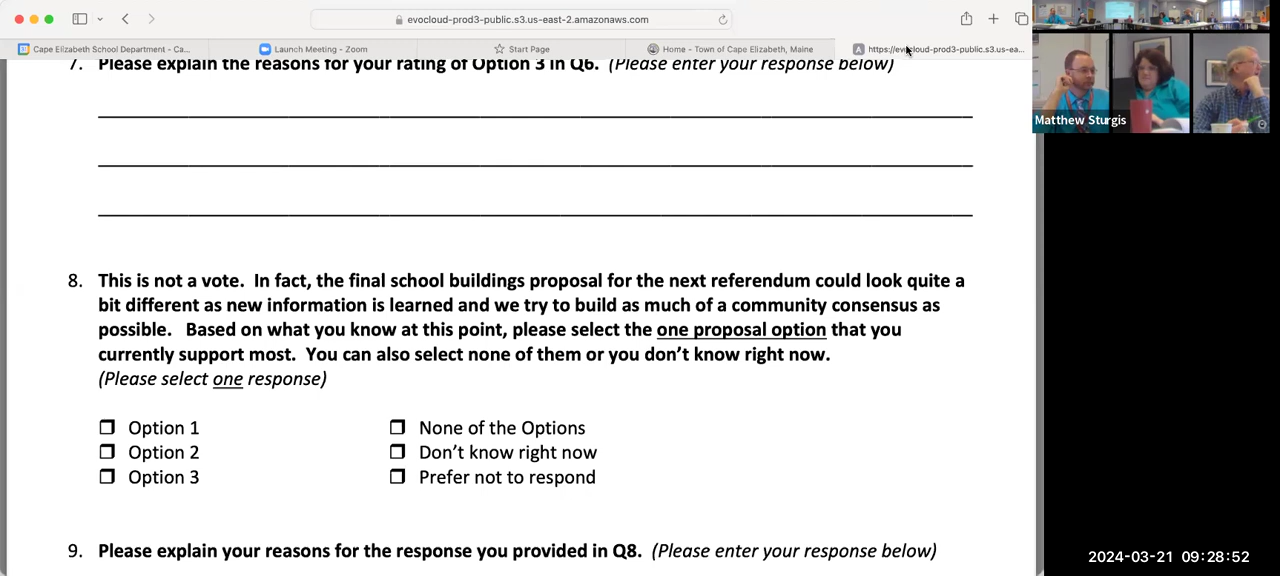 evocloud-prod3-public.s3.us-east-2.amazonaws.com
Cape Elizabeth School Department - Ca...
Launch Meeting - Zoom
Start Page
Home - Town of Cape Elizabeth, Maine
https://evocloud-prod3-public.s3.us-ea...
7. Please explain the reasons for your rating of Option 3 in Q6. (Please enter your response below)
Matthew Sturgis
8. This is not a vote. In fact, the final school buildings proposal for the next referendum could look quite a
bit different as new information is learned and we try to build as much of a community consensus as
possible. Based on what you know at this point, please select the one proposal option that you
currently support most. You can also select none of them or you don't know right now.
(Please select one response)
Option 1
Option 2
Option 3
None of the Options
Don't know right now
Prefer not to respond
9. Please explain your reasons for the response you provided in Q8. (Please enter your response below)
2024-03-21 09:28:52